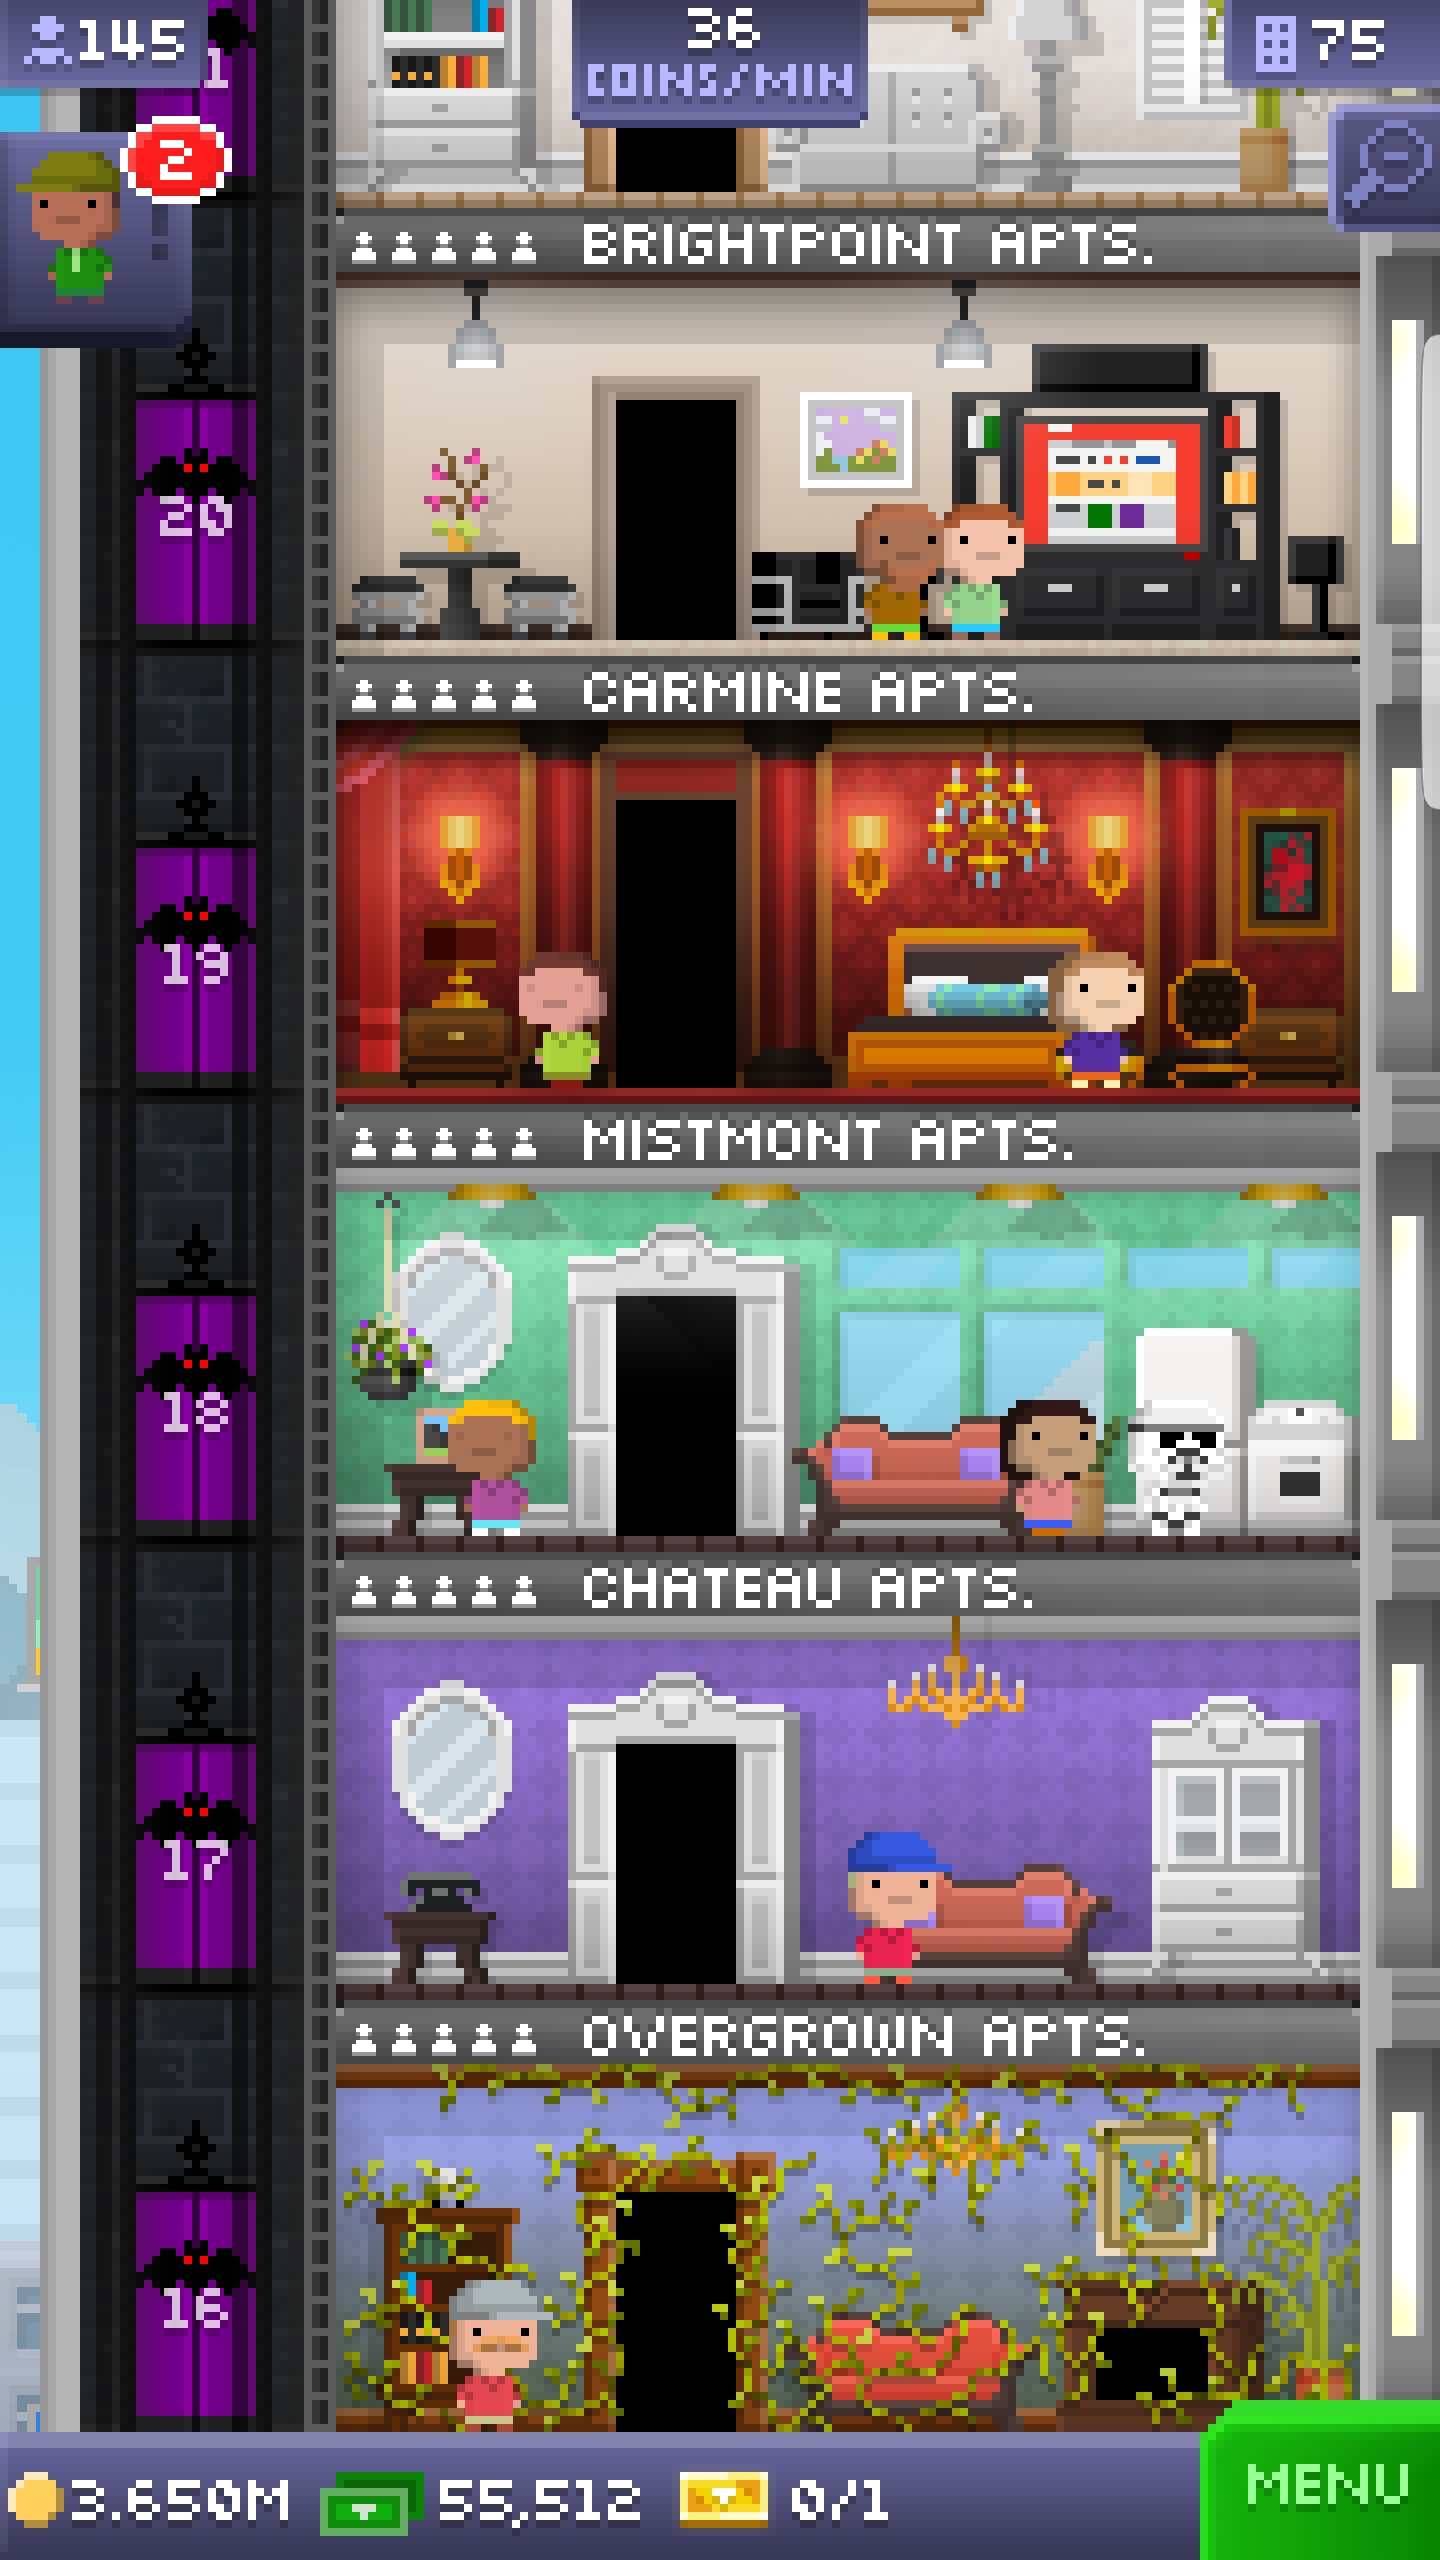 145
36
COINS/MIN
75
1
2
BRIGHTPOINT APTS.
20
CARMINE APTS.
19
MISTMONT APTS.
18
CHATEAU APTS.
17
OVERGROWN APTS.
16
3.650M 55,512 0/1 MENU